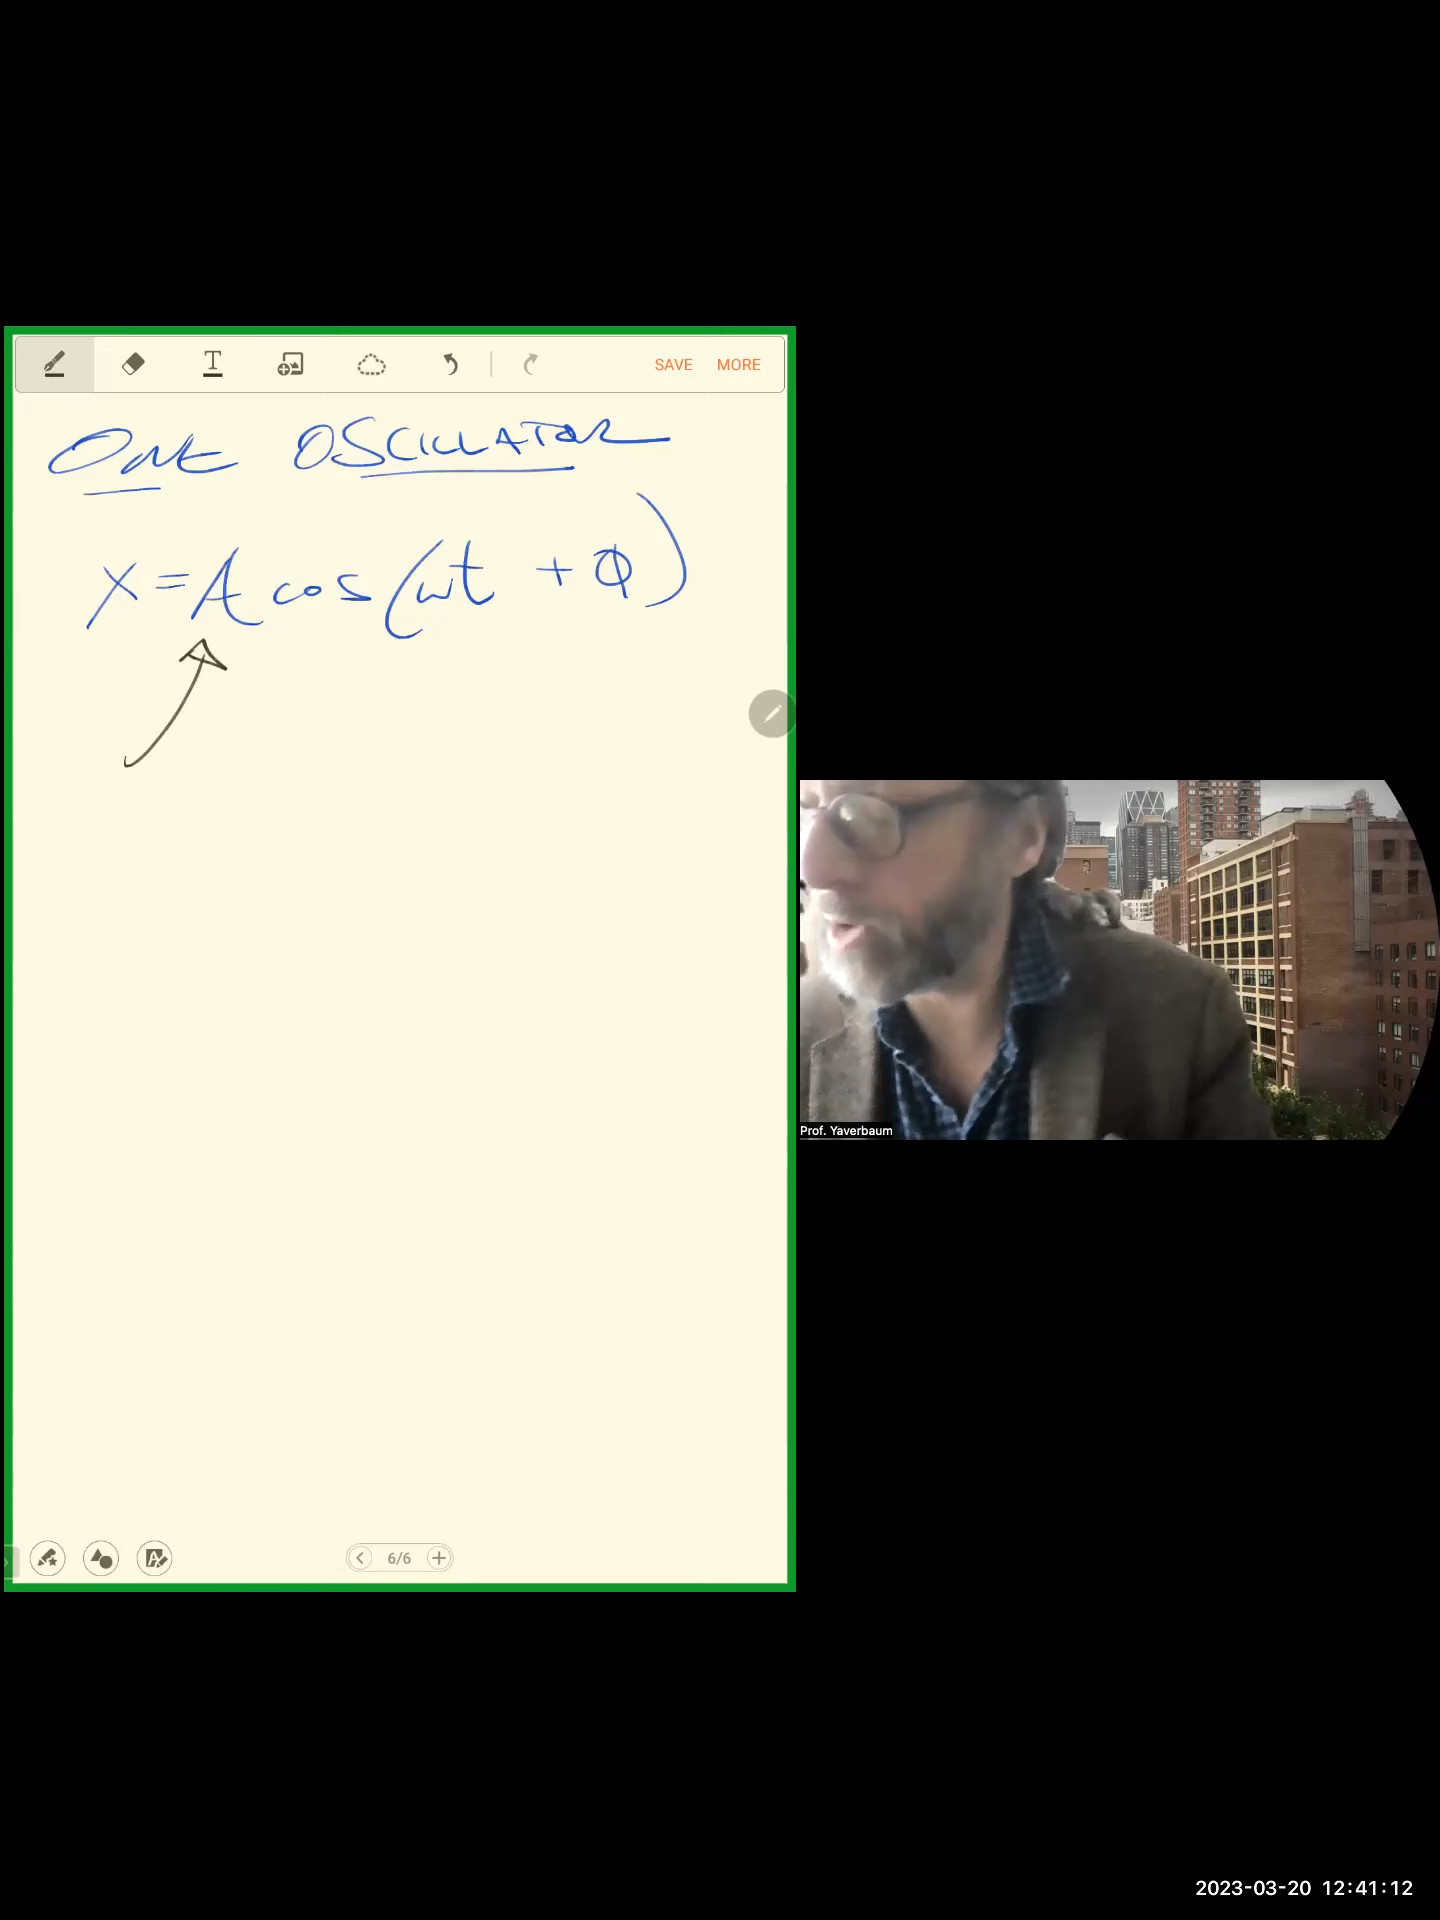 T
SAVE MORE
ONE OSCILLATOR
x = A cos(ωt + Φ)
Prof. Yaverbaum
A
6/6
2023-03-20 12:41:12